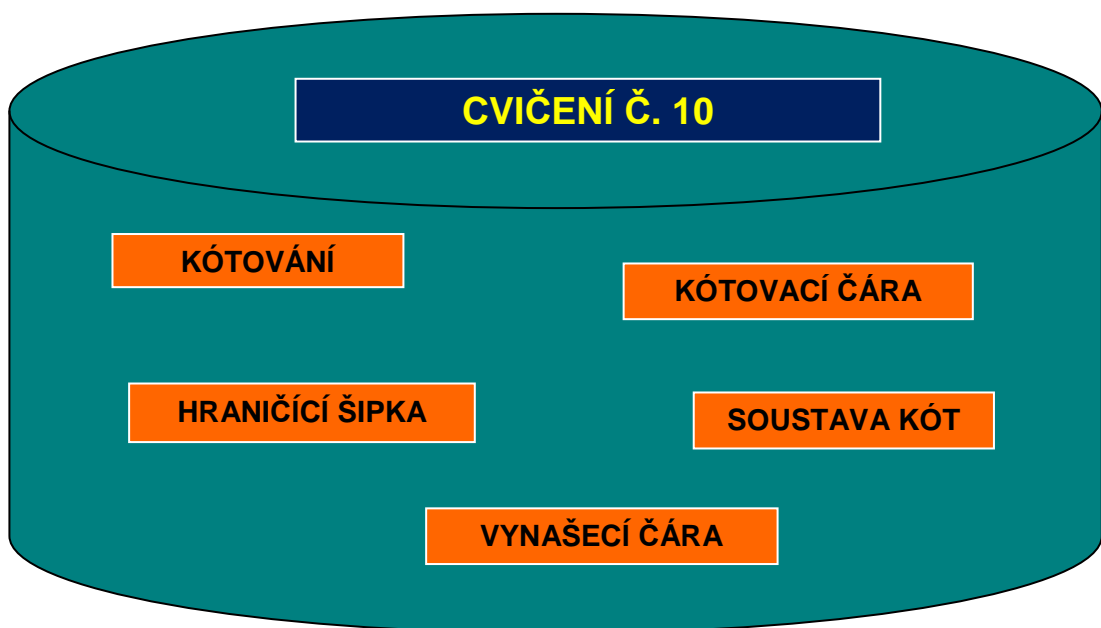 CVIČENÍ Č. 10
KÓTOVÁNÍ
KÓTOVACÍ ČÁRA
HRANIČÍCÍ ŠIPKA
SOUSTAVA KÓT
VYNAŠECÍ ČÁRA